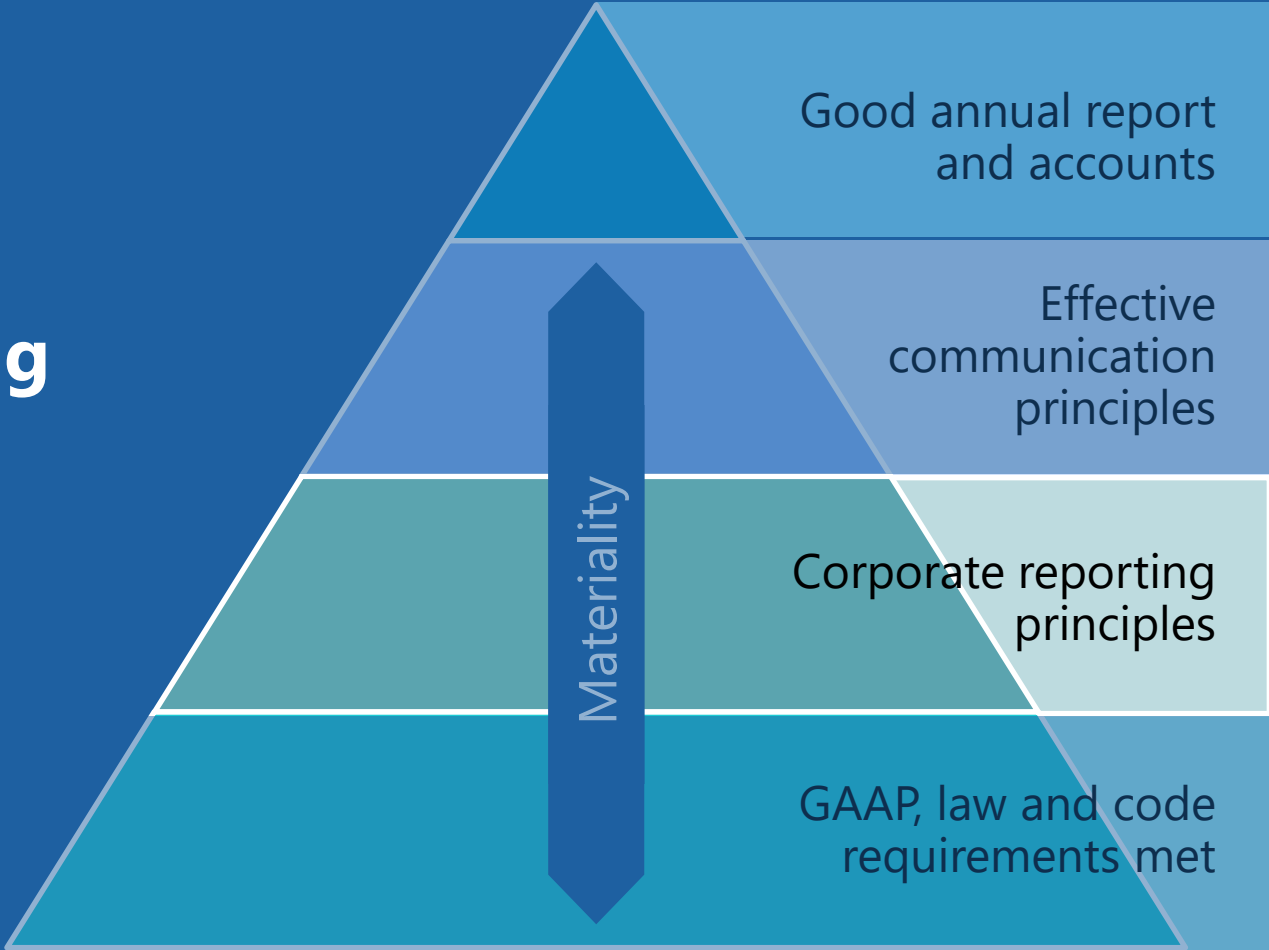 Good annual report
and accounts
Effective
communication
principles
g
Materiality
Corporate reporting
principles
GAAP, law and code
requirements met